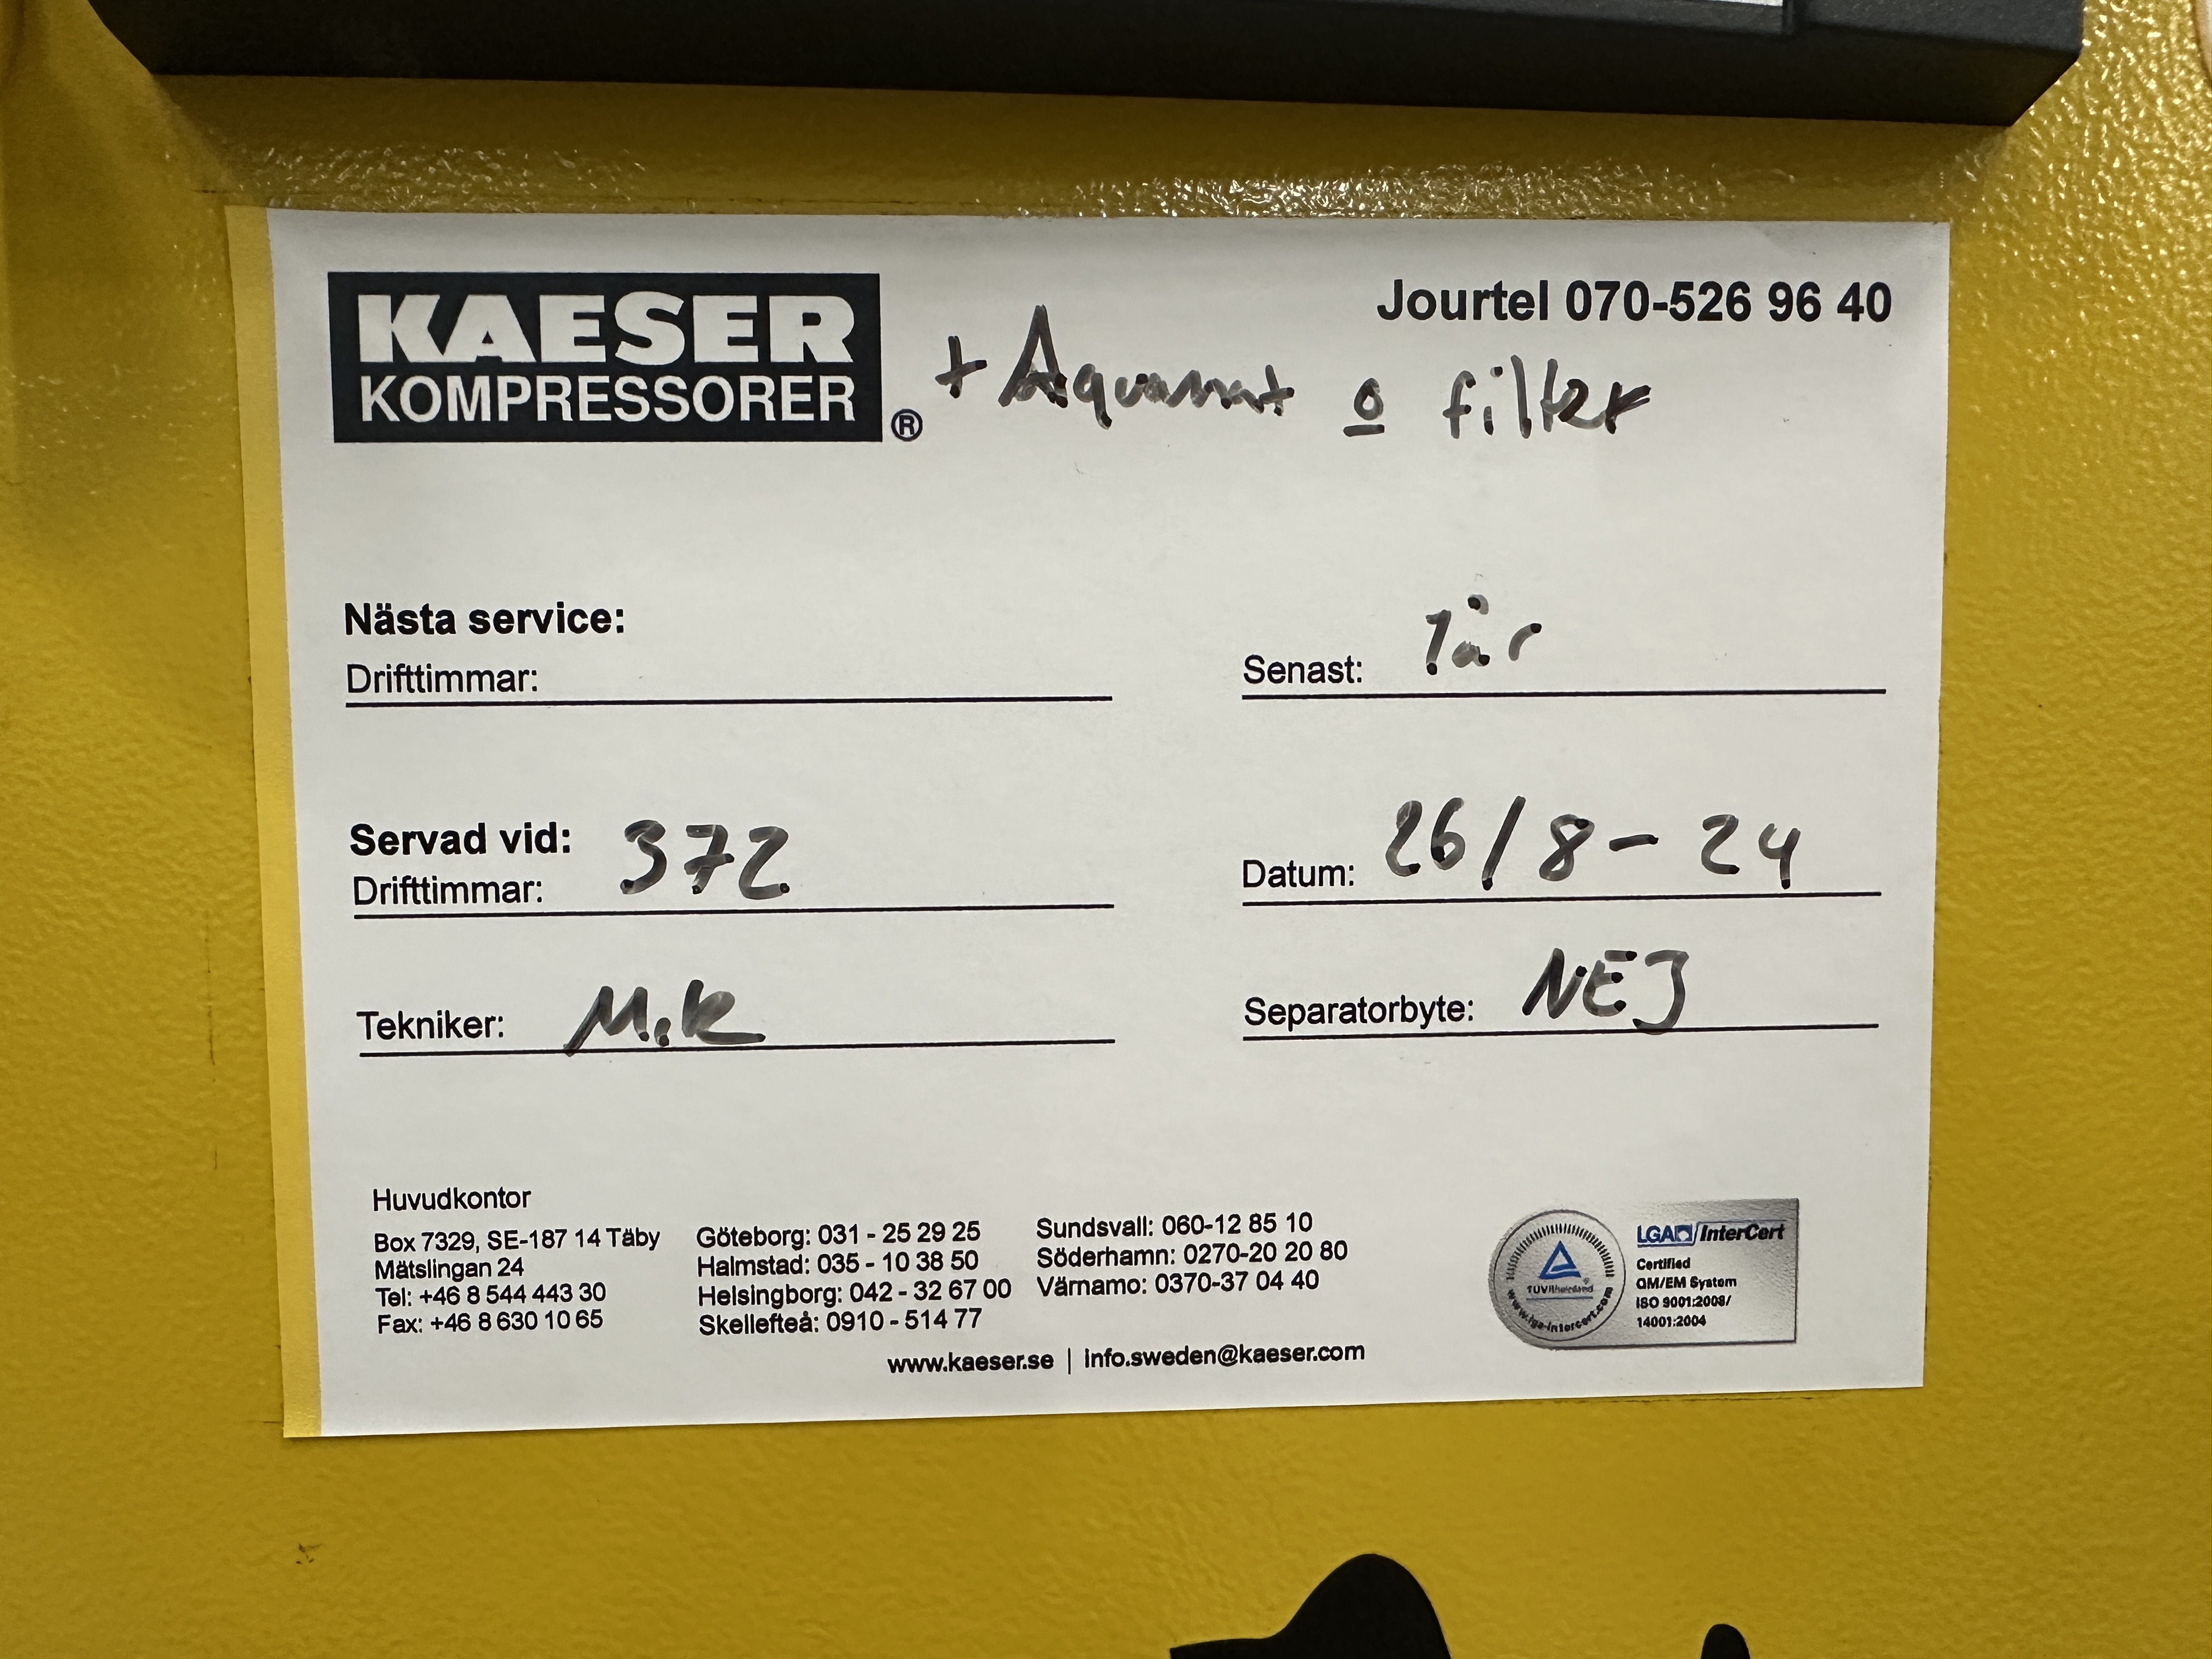 Jourtel 070-526 96 40
KAESER
KOMPRESSORER ®
+ Aquamat o filter
Nästa service:
Drifttimmar:
Senast: 1 år
Servad vid:
Drifttimmar: 372
Datum: 26/8-24
Tekniker: M.K
Separatorbyte: NEJ
Huvudkontor
Box 7329, SE-187 14 Täby
Mätslingan 24
Tel: +46 8 544 443 30
Fax: +46 8 630 10 65
Göteborg: 031 - 25 29 25
Halmstad: 035 - 10 38 50
Helsingborg: 042 - 32 67 00
Skellefteå: 0910 - 514 77
Sundsvall: 060-12 85 10
Söderhamn: 0270-20 20 80
Värnamo: 0370-37 04 40
www.kaeser.se | info.sweden@kaeser.com
TÜVRheinland®
www.lga-intercert.com
LGA InterCert
Certified
QM/EM System
ISO 9001:2008/
14001:2004